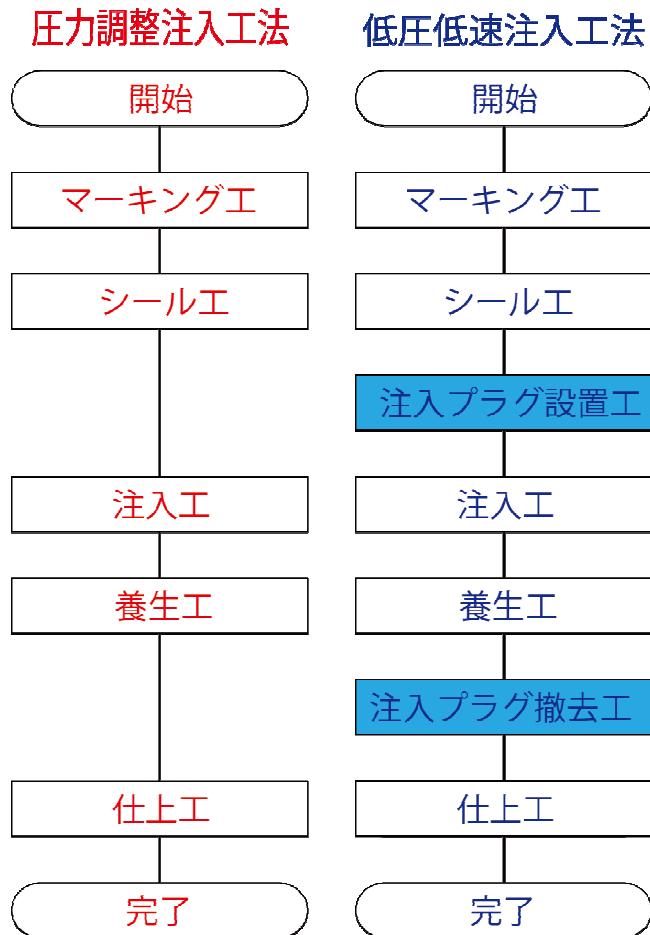 圧力調整注入工法
開始
マーキング工
シール工
注入工
養生工
仕上工
完了
低圧低速注入工法
開始
マーキング工
シール工
注入プラグ設置工
注入工
養生工
注入プラグ撤去工
仕上工
完了